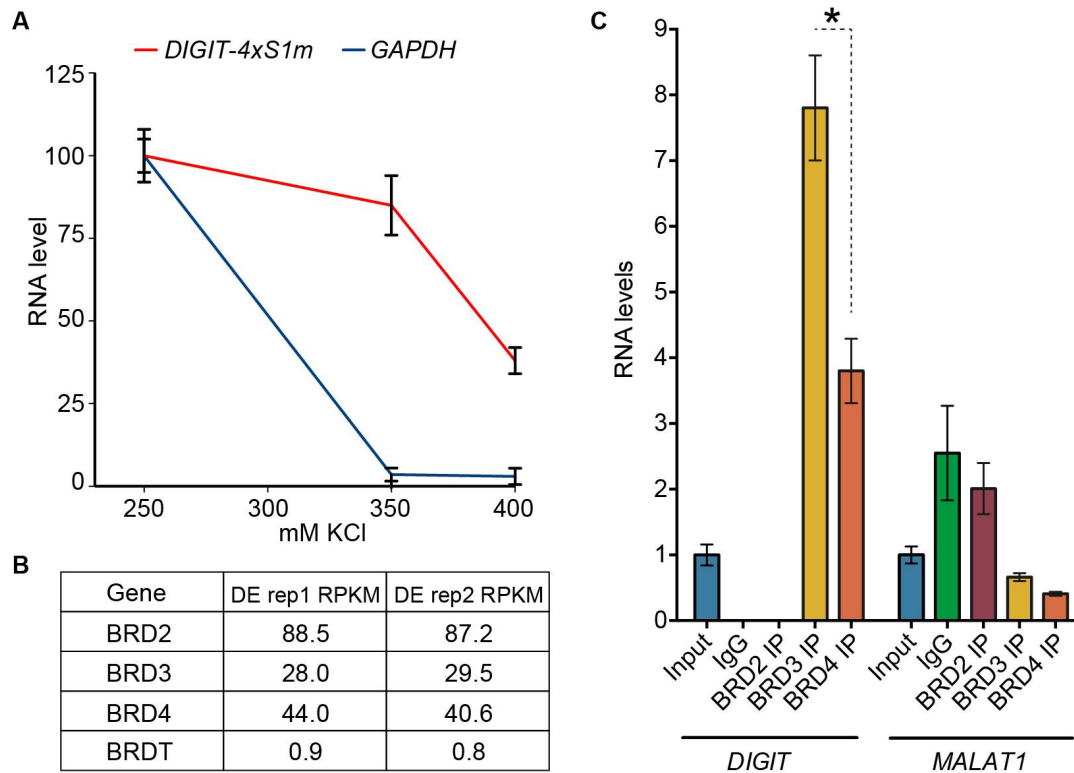 A
DIGIT-4xS1m GAPDH
125
100
75
50
25
0
RNA level
250 300 350 400
mM KCl
B
Gene DE rep1 RPKM DE rep2 RPKM
BRD2 88.5 87.2
BRD3 28.0 29.5
BRD4 44.0 40.6
BRDT 0.9 0.8
C
*
9
8
7
6
5
4
3
2
1
0
RNA levels
Input IgG BRD2 IP BRD3 IP BRD4 IP Input IgG BRD2 IP BRD3 IP BRD4 IP
DIGIT MALAT1